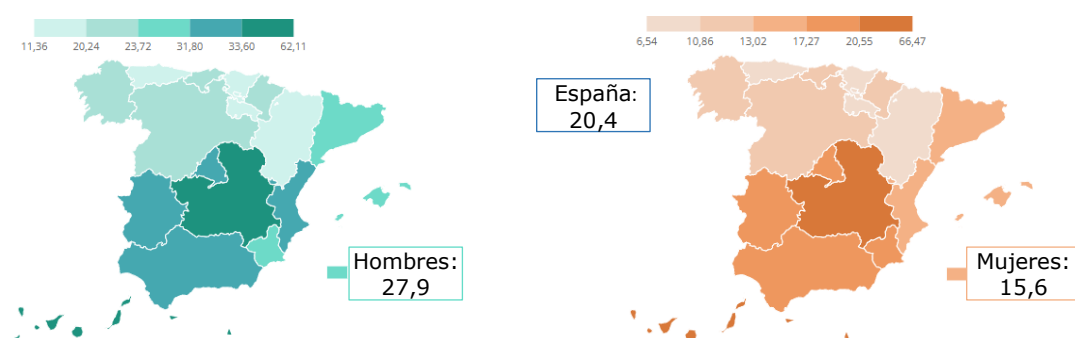 11,36 20,24 23,72 31,80 33,60 62,11
6,54 10,86 13,02 17,27 20,55 66,47
España:
20,4
Hombres:
27,9
Mujeres:
15,6